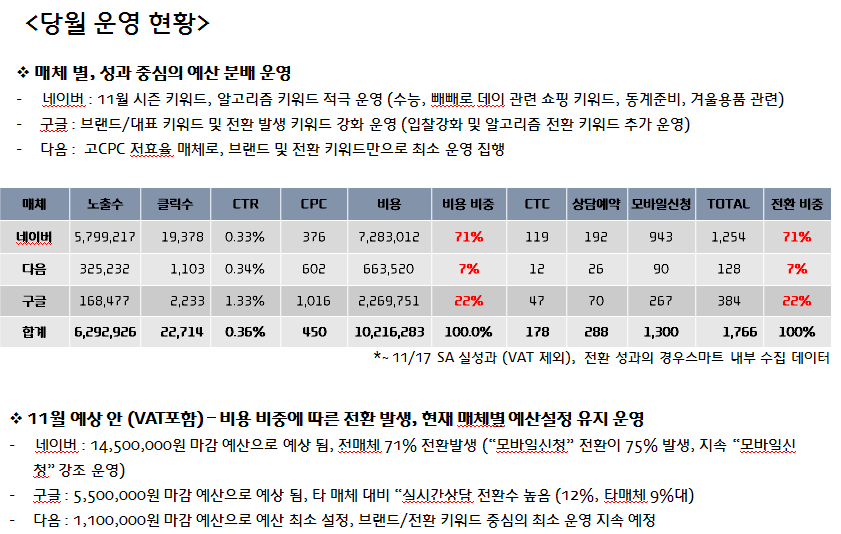 <당월 운영 현황>
❖ 매체 별, 성과 중심의 예산 분배 운영
- 네이버 : 11월 시즌 키워드, 알고리즘 키워드 적극 운영 (수능, 빼빼로 데이 관련 쇼핑 키워드, 동계준비, 겨울용품 관련)
- 구글 : 브랜드/대표 키워드 및 전환 발생 키워드 강화 운영 (입찰강화 및 알고리즘 전환 키워드 추가 운영)
- 다음 : 고CPC 저효율 매체로, 브랜드 및 전환 키워드만으로 최소 운영 집행
매체 노출수 클릭수 CTR CPC 비용 비용 비중 CTC 상담예약 모바일신청 TOTAL 전환 비중
네이버 5,799,217 19,378 0.33% 376 7,283,012 71% 119 192 943 1,254 71%
다음 325,232 1,103 0.34% 602 663,520 7% 12 26 90 128 7%
구글 168,477 2,233 1.33% 1,016 2,269,751 22% 47 70 267 384 22%
합계 6,292,926 22,714 0.36% 450 10,216,283 100.0% 178 288 1,300 1,766 100%
*~ 11/17 SA 실성과 (VAT 제외), 전환 성과의 경우스마트 내부 수집 데이터
❖ 11월 예상 안 (VAT포함) – 비용 비중에 따른 전환 발생, 현재 매체별 예산설정 유지 운영
- 네이버 : 14,500,000원 마감 예산으로 예상 됨, 전매체 71% 전환발생 (“모바일신청” 전환이 75% 발생, 지속 “모바일신
청” 강조 운영)
- 구글 : 5,500,000원 마감 예산으로 예상 됨, 타 매체 대비 “실시간상담 전환수 높음 (12%, 타매체 9%대)
- 다음 : 1,100,000원 마감 예산으로 예산 최소 설정, 브랜드/전환 키워드 중심의 최소 운영 지속 예정